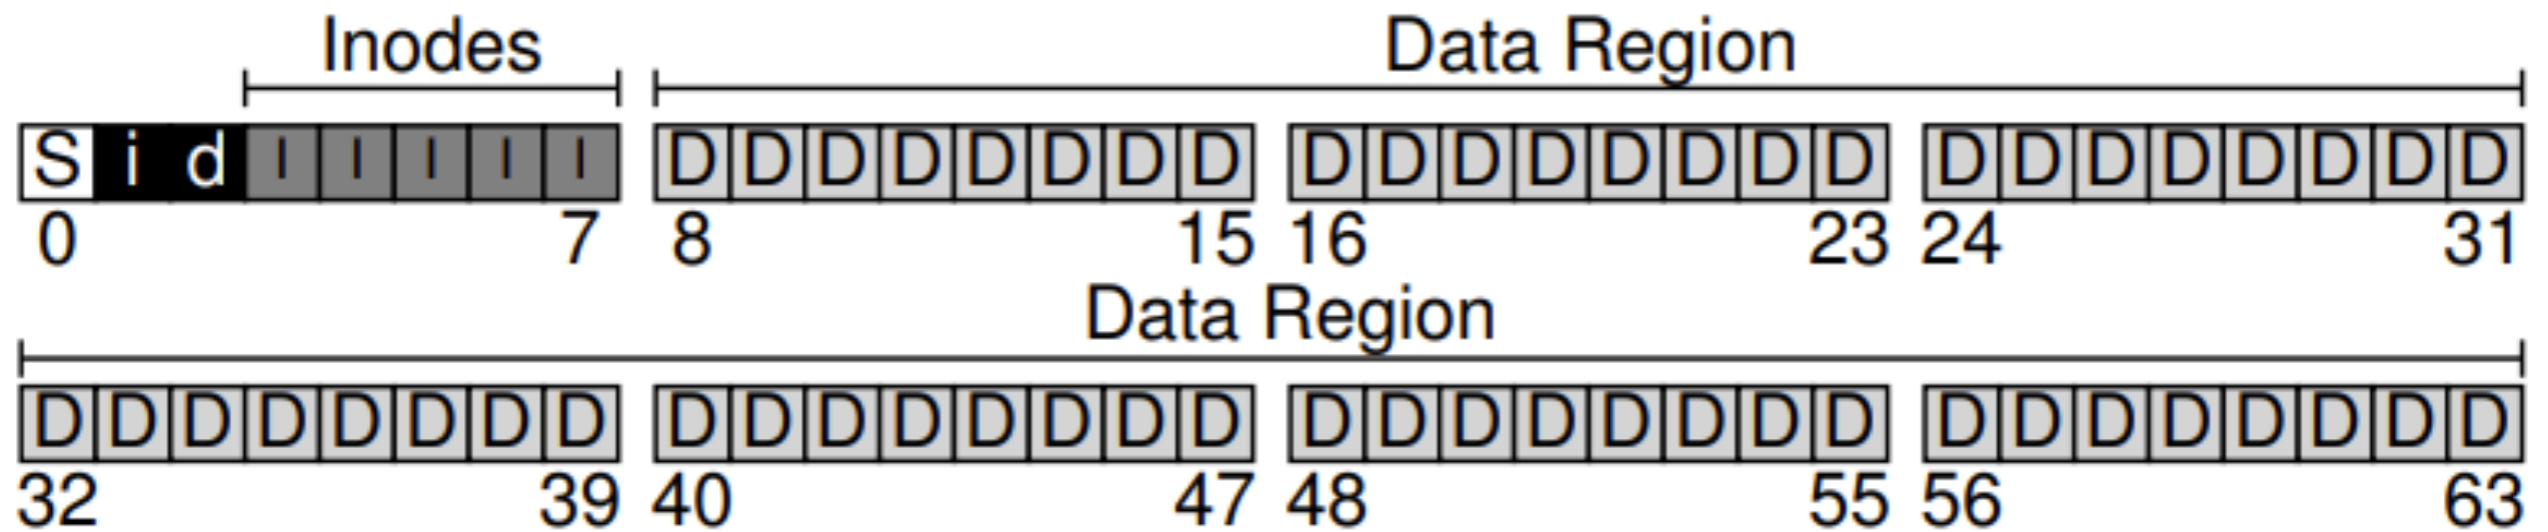 Inodes Data Region
S i d I I I I I D D D D D D D D D D D D D D D D D D D D D D D D
0 7 8 15 16 23 24 31
Data Region
D D D D D D D D D D D D D D D D D D D D D D D D D D D D D D D D
32 39 40 47 48 55 56 63